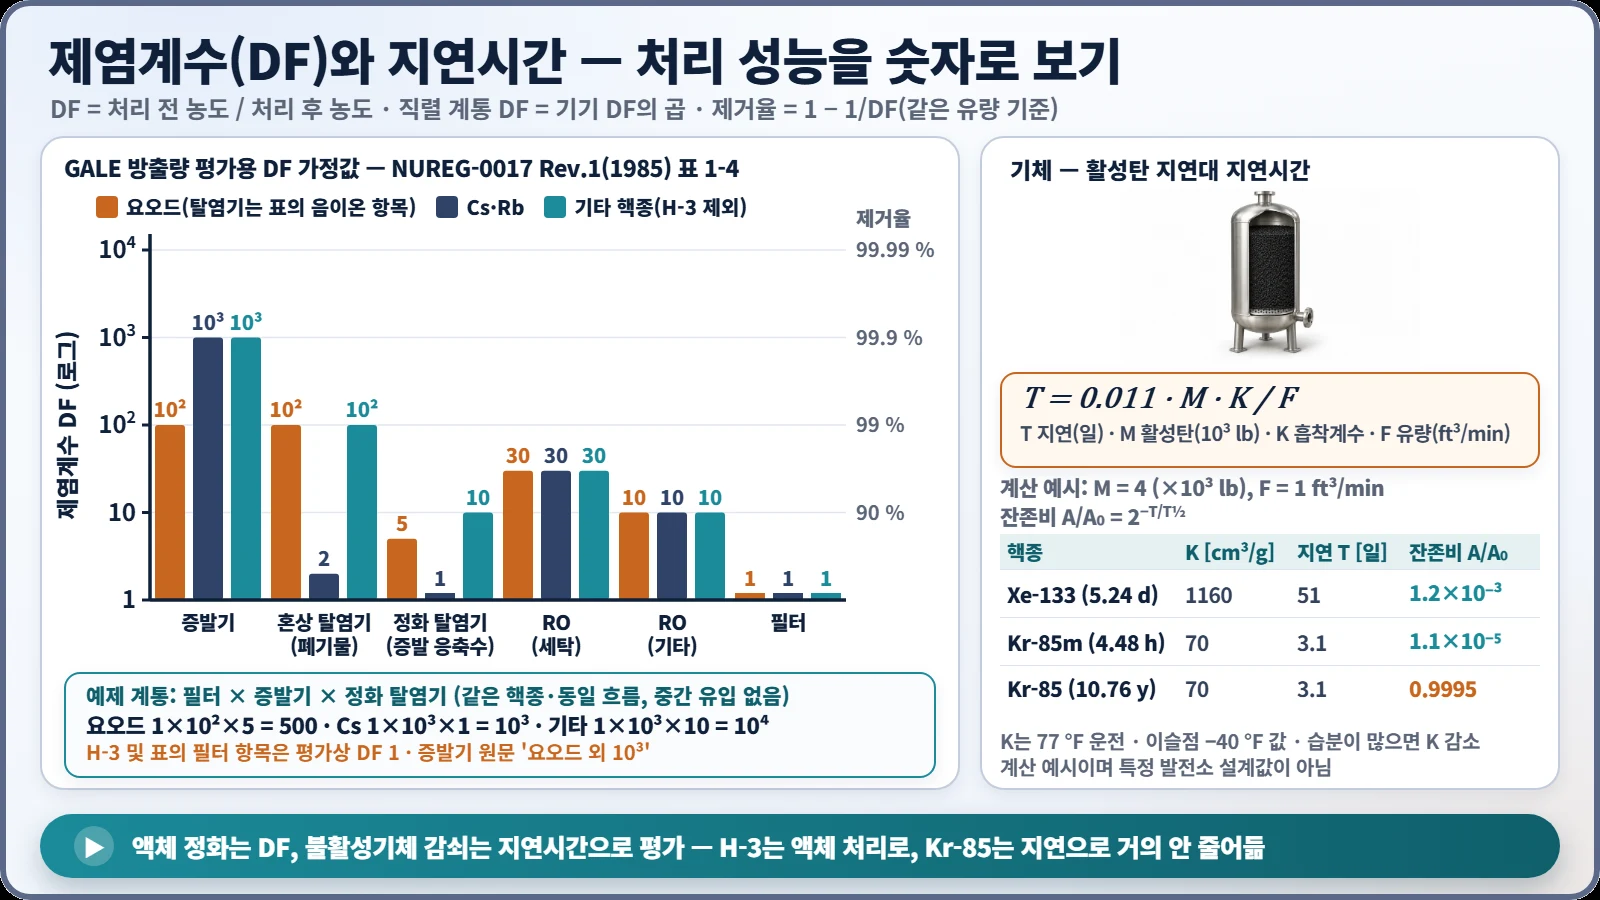 제염계수(DF)와 지연시간 — 처리 성능을 숫자로 보기
DF = 처리 전 농도 / 처리 후 농도 · 직렬 계통 DF = 기기 DF의 곱 · 제거율 = 1 − 1/DF(같은 유량 기준)
GALE 방출량 평가용 DF 가정값 — NUREG-0017 Rev.1(1985) 표 1-4
요오드(탈염기는 표의 음이온 항목) Cs·Rb 기타 핵종(H-3 제외)
제거율
10⁴ 99.99 %
10³ 99.9 %
10² 99 %
10 90 %
1
제염계수 DF (로그)
10² 10³ 10³
10² 2 10²
5 1 10
30 30 30
10 10 10
1 1 1
증발기
혼상 탈염기
(폐기물)
정화 탈염기
(증발 응축수)
RO
(세탁)
RO
(기타)
필터
예제 계통: 필터 × 증발기 × 정화 탈염기 (같은 핵종·동일 흐름, 중간 유입 없음)
요오드 1×10²×5 = 500 · Cs 1×10³×1 = 10³ · 기타 1×10³×10 = 10⁴
H-3 및 표의 필터 항목은 평가상 DF 1 · 증발기 원문 '요오드 외 10³'
기체 — 활성탄 지연대 지연시간
T = 0.011 · M · K / F
T 지연(일) · M 활성탄(10³ lb) · K 흡착계수 · F 유량(ft³/min)
계산 예시: M = 4 (×10³ lb), F = 1 ft³/min
잔존비 A/A₀ = 2⁻ᵀ/ᵀ½
핵종 K [cm³/g] 지연 T [일] 잔존비 A/A₀
Xe-133 (5.24 d) 1160 51 1.2×10⁻³
Kr-85m (4.48 h) 70 3.1 1.1×10⁻⁵
Kr-85 (10.76 y) 70 3.1 0.9995
K는 77 °F 운전 · 이슬점 −40 °F 값 · 습분이 많으면 K 감소
계산 예시이며 특정 발전소 설계값이 아님
액체 정화는 DF, 불활성기체 감쇠는 지연시간으로 평가 — H-3는 액체 처리로, Kr-85는 지연으로 거의 안 줄어듦